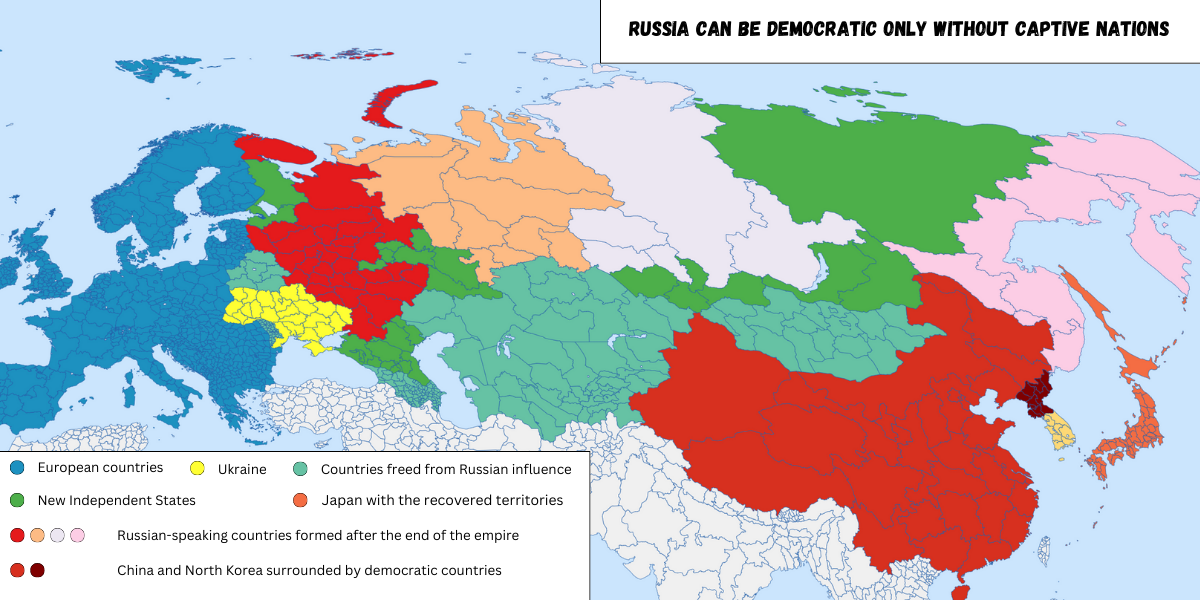 RUSSIA CAN BE DEMOCRATIC ONLY WITHOUT CAPTIVE NATIONS
European countries
Ukraine
Countries freed from Russian influence
New Independent States
Japan with the recovered territories
Russian-speaking countries formed after the end of the empire
China and North Korea surrounded by democratic countries